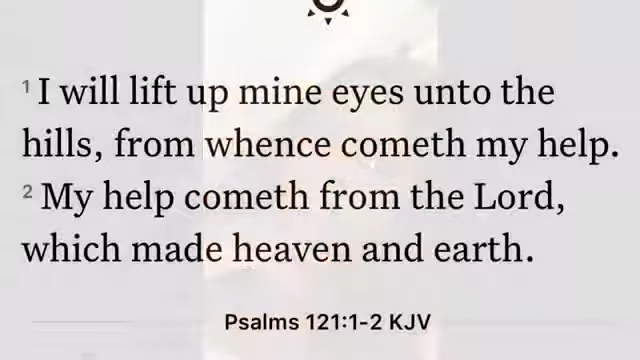 1 I will lift up mine eyes unto the
hills, from whence cometh my help.
2 My help cometh from the Lord,
which made heaven and earth.
Psalms 121:1-2 KJV